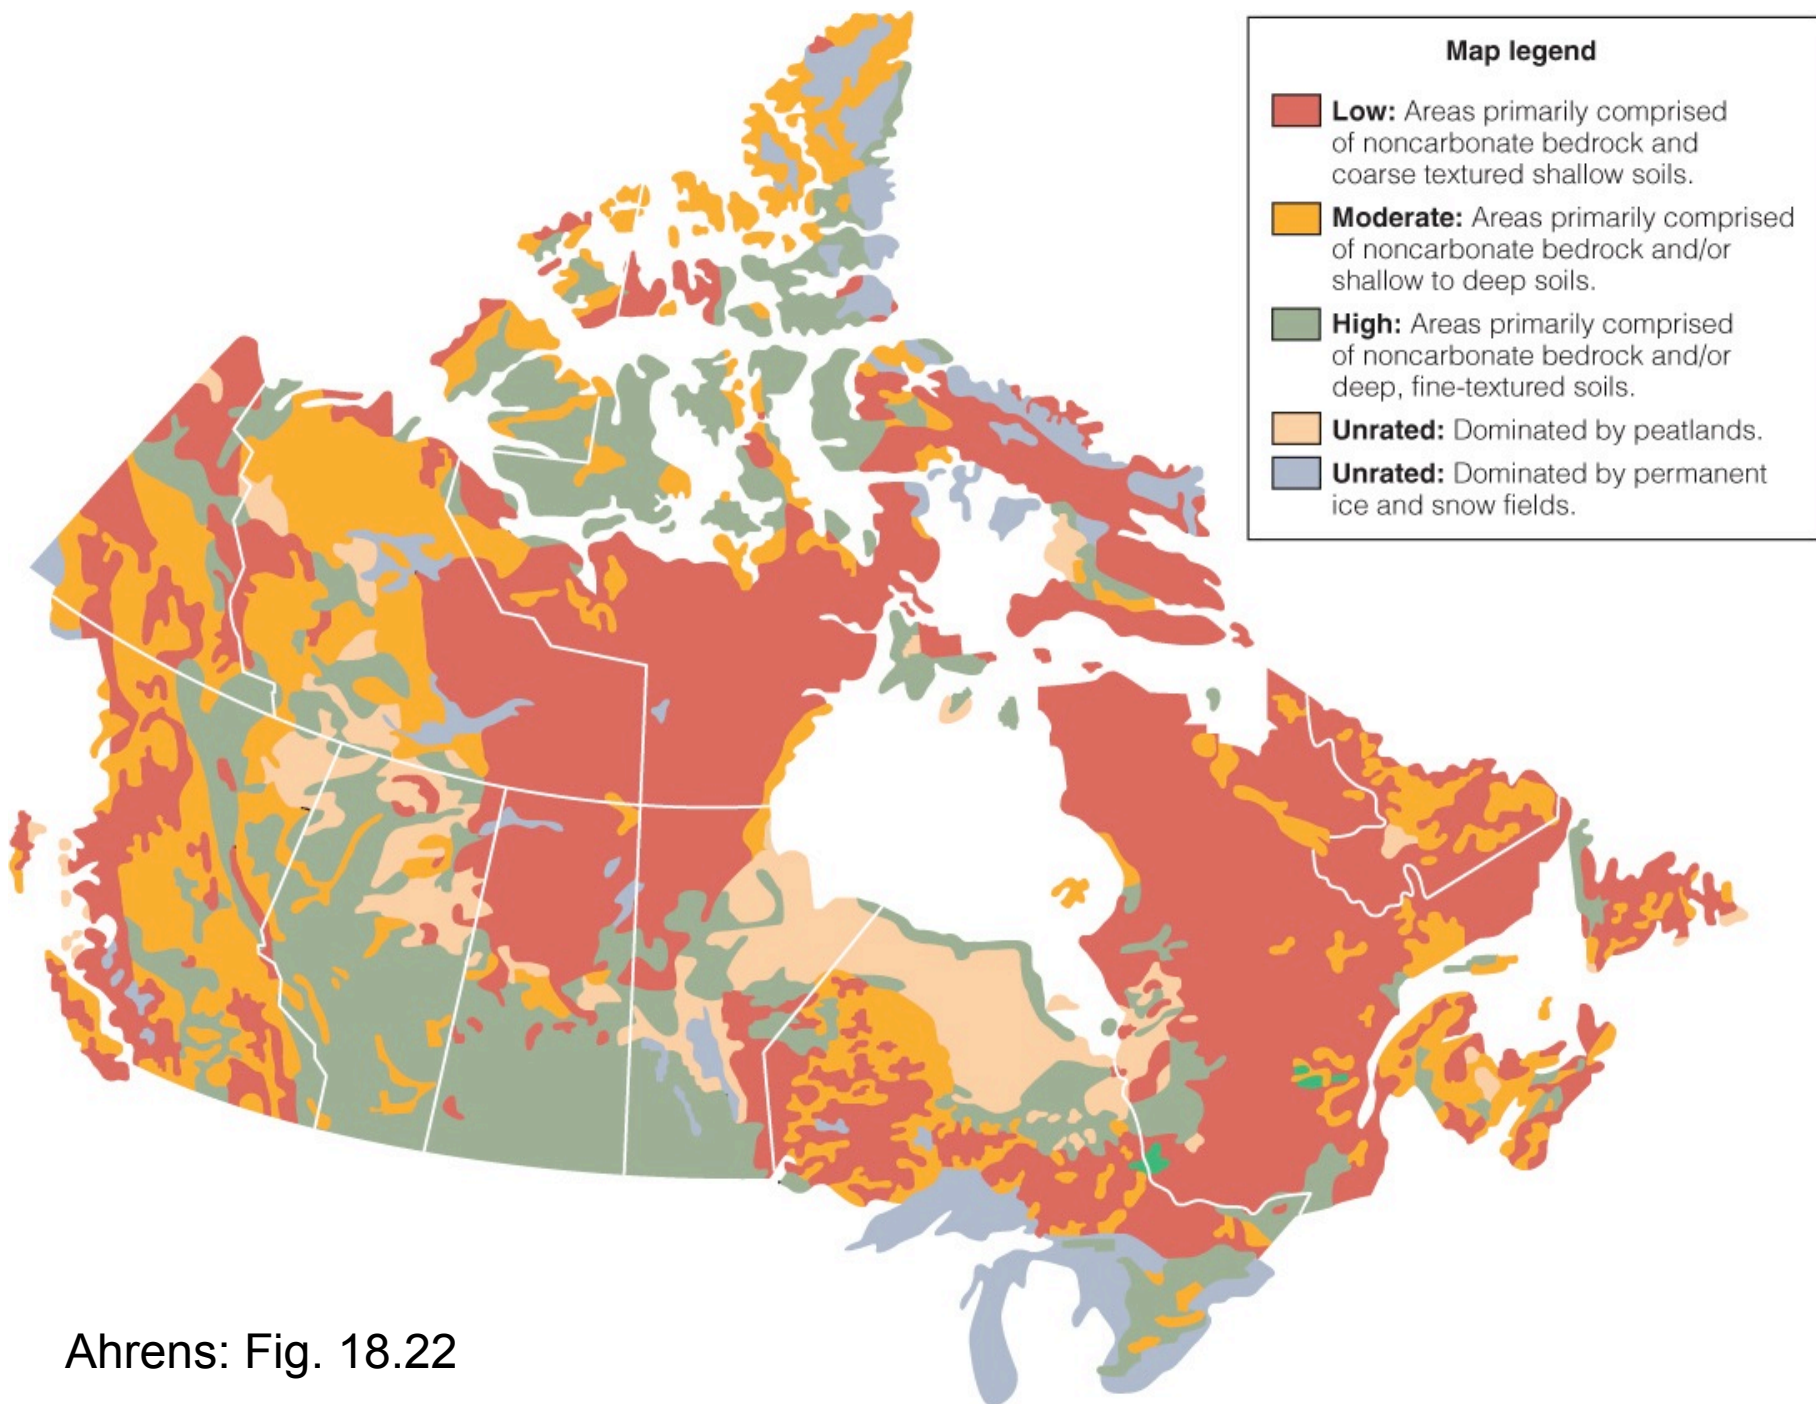 Map legend
Low: Areas primarily comprised
of noncarbonate bedrock and
coarse textured shallow soils.
Moderate: Areas primarily comprised
of noncarbonate bedrock and/or
shallow to deep soils.
High: Areas primarily comprised
of noncarbonate bedrock and/or
deep, fine-textured soils.
Unrated: Dominated by peatlands.
Unrated: Dominated by permanent
ice and snow fields.
Ahrens: Fig. 18.22